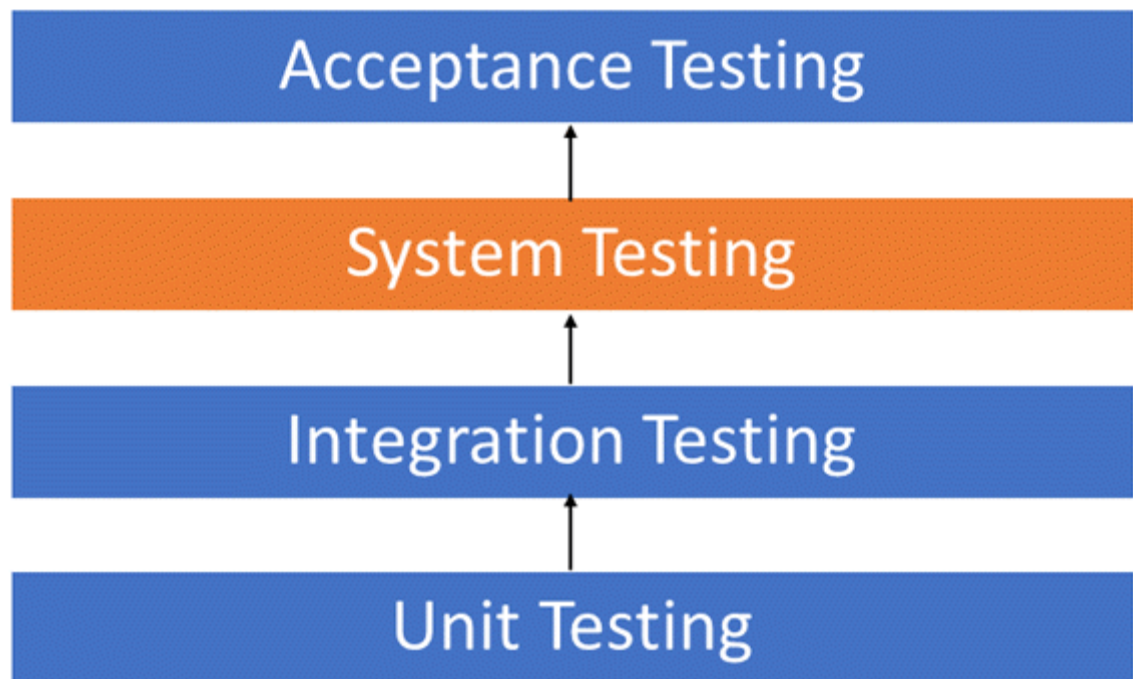 Acceptance Testing
System Testing
Integration Testing
Unit Testing